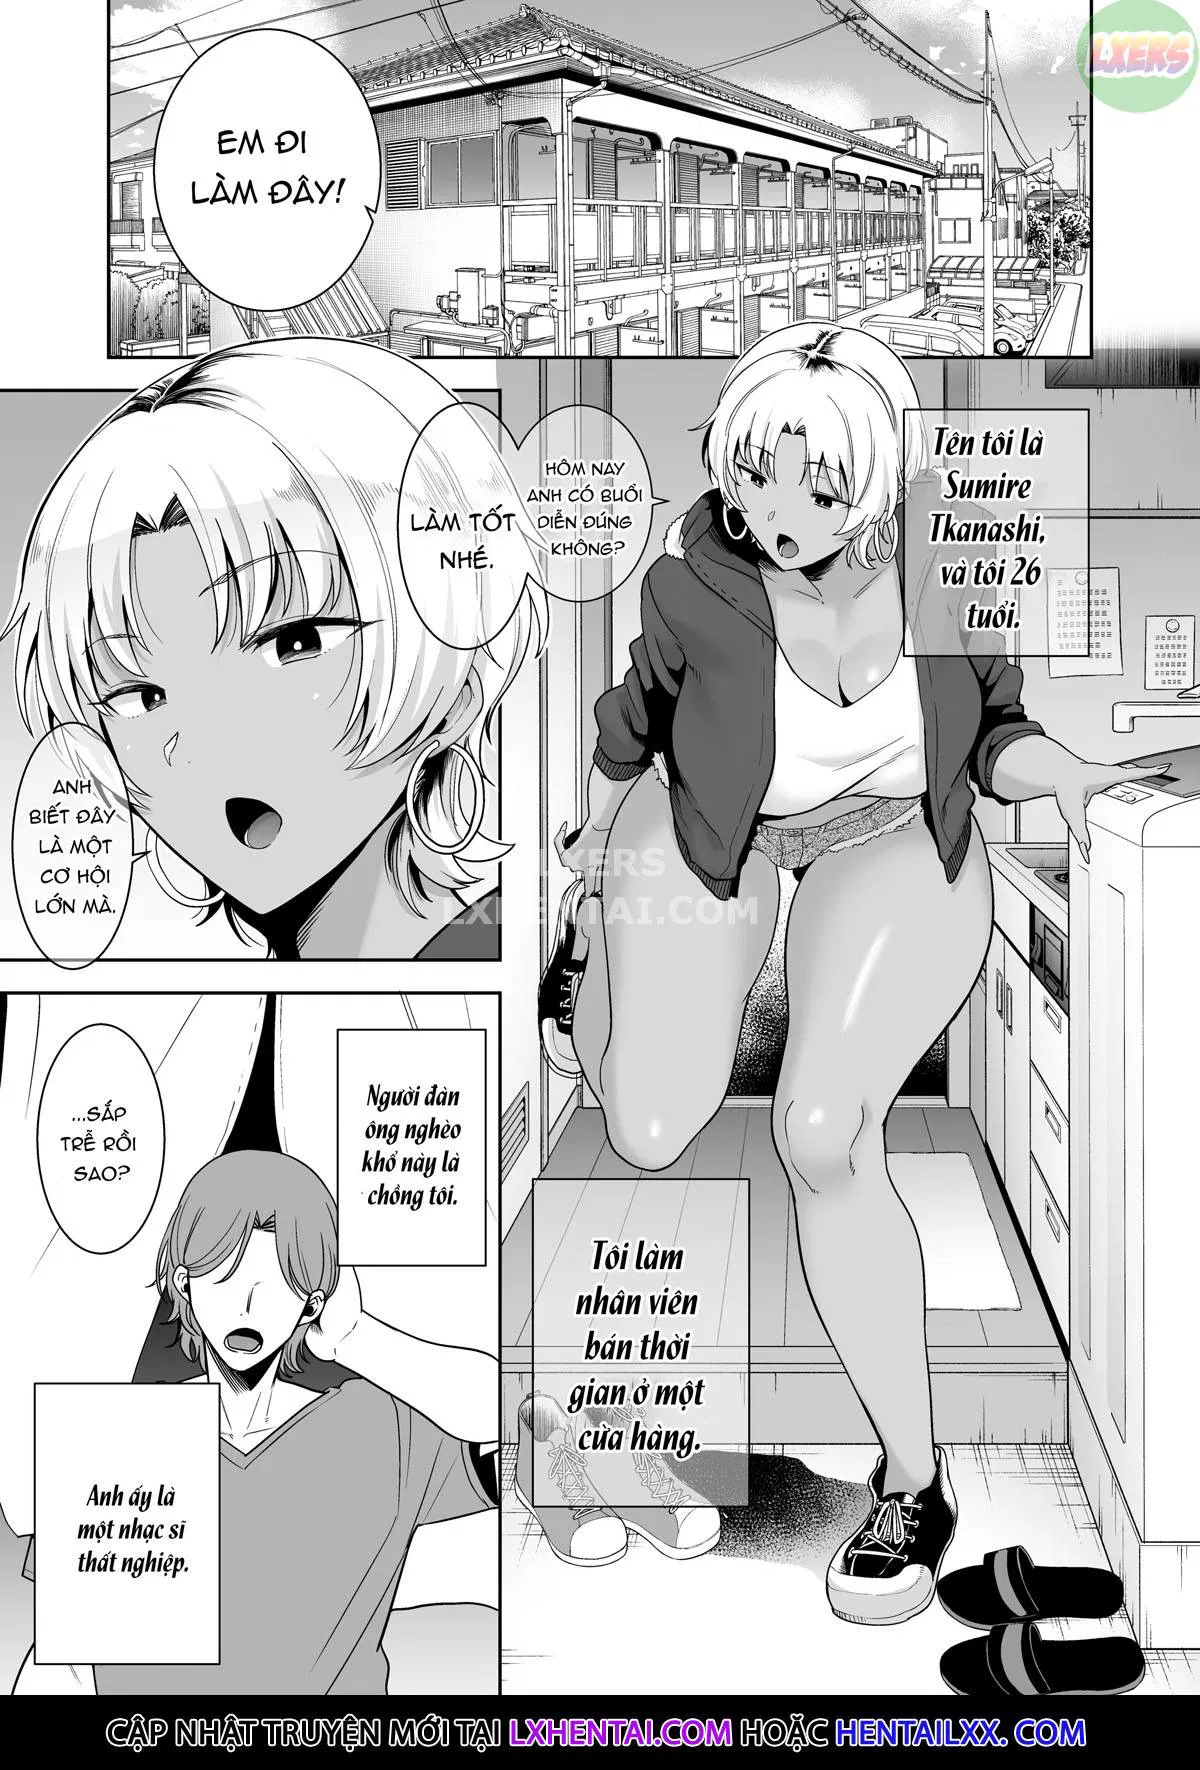 LXERS
EM ĐI
LÀM ĐÂY!
Tên tôi là
Sumire
Tkanashi,
và tôi 26
tuổi.
HÔM NAY
ANH CÓ BUỔI
DIỄN ĐÚNG
KHÔNG?
LÀM TỐT
NHÉ.
ANH
BIẾT ĐÂY
LÀ MỘT
CƠ HỘI
LỚN MÀ.
LXERS
LXHENTAI.COM
Tôi làm
nhân viên
bán thời
gian ở một
cửa hàng.
Người đàn
ông nghèo
khổ này là
chồng tôi.
...SẮP
TRỄ RỒI
SAO?
Anh ấy là
một nhạc sĩ
thất nghiệp.
CẬP NHẬT TRUYỆN MỚI TẠI LXHENTAI.COM HOẶC HENTAILXX. COM